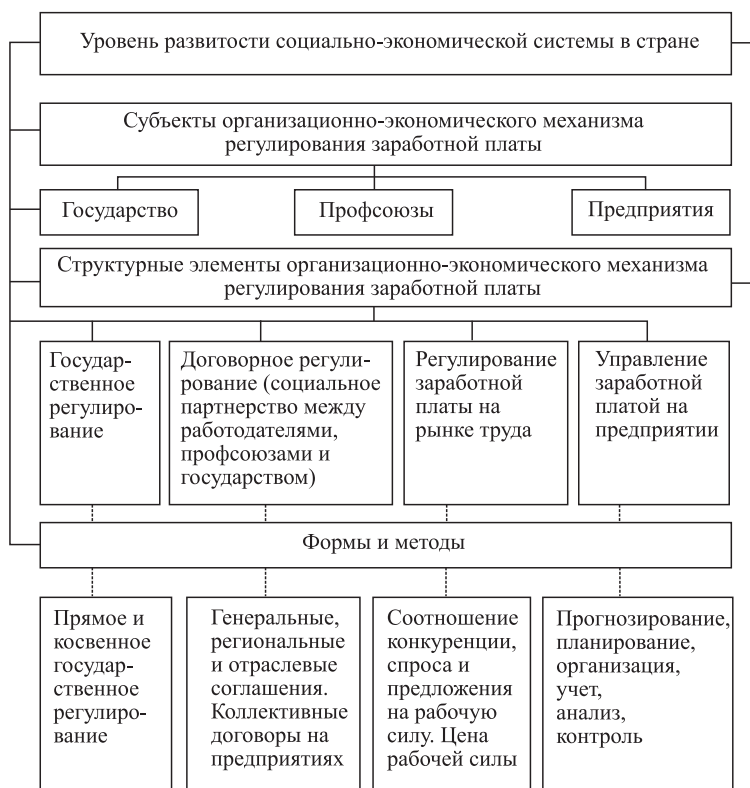 Уровень развитости социально-экономической системы в стране
Субъекты организационно-экономического механизма
регулирования заработной платы
Государство
Профсоюзы
Предприятия
Структурные элементы организационно-экономического механизма
регулирования заработной платы
Государ-
ственное
регулиро-
вание
Договорное регули-
рование (социальное
партнерство между
работодателями,
профсоюзами и
государством)
Регулирование
заработной
платы на
рынке труда
Управление
заработной
платой на
предприятии
Формы и методы
Прямое и
косвенное
государ-
ственное
регулиро-
вание
Генеральные,
региональные
и отраслевые
соглашения.
Коллективные
договоры на
предприятиях
Соотношение
конкуренции,
спроса и
предложения
на рабочую
силу. Цена
рабочей силы
Прогнозирование,
планирование,
организация,
учет,
анализ,
контроль